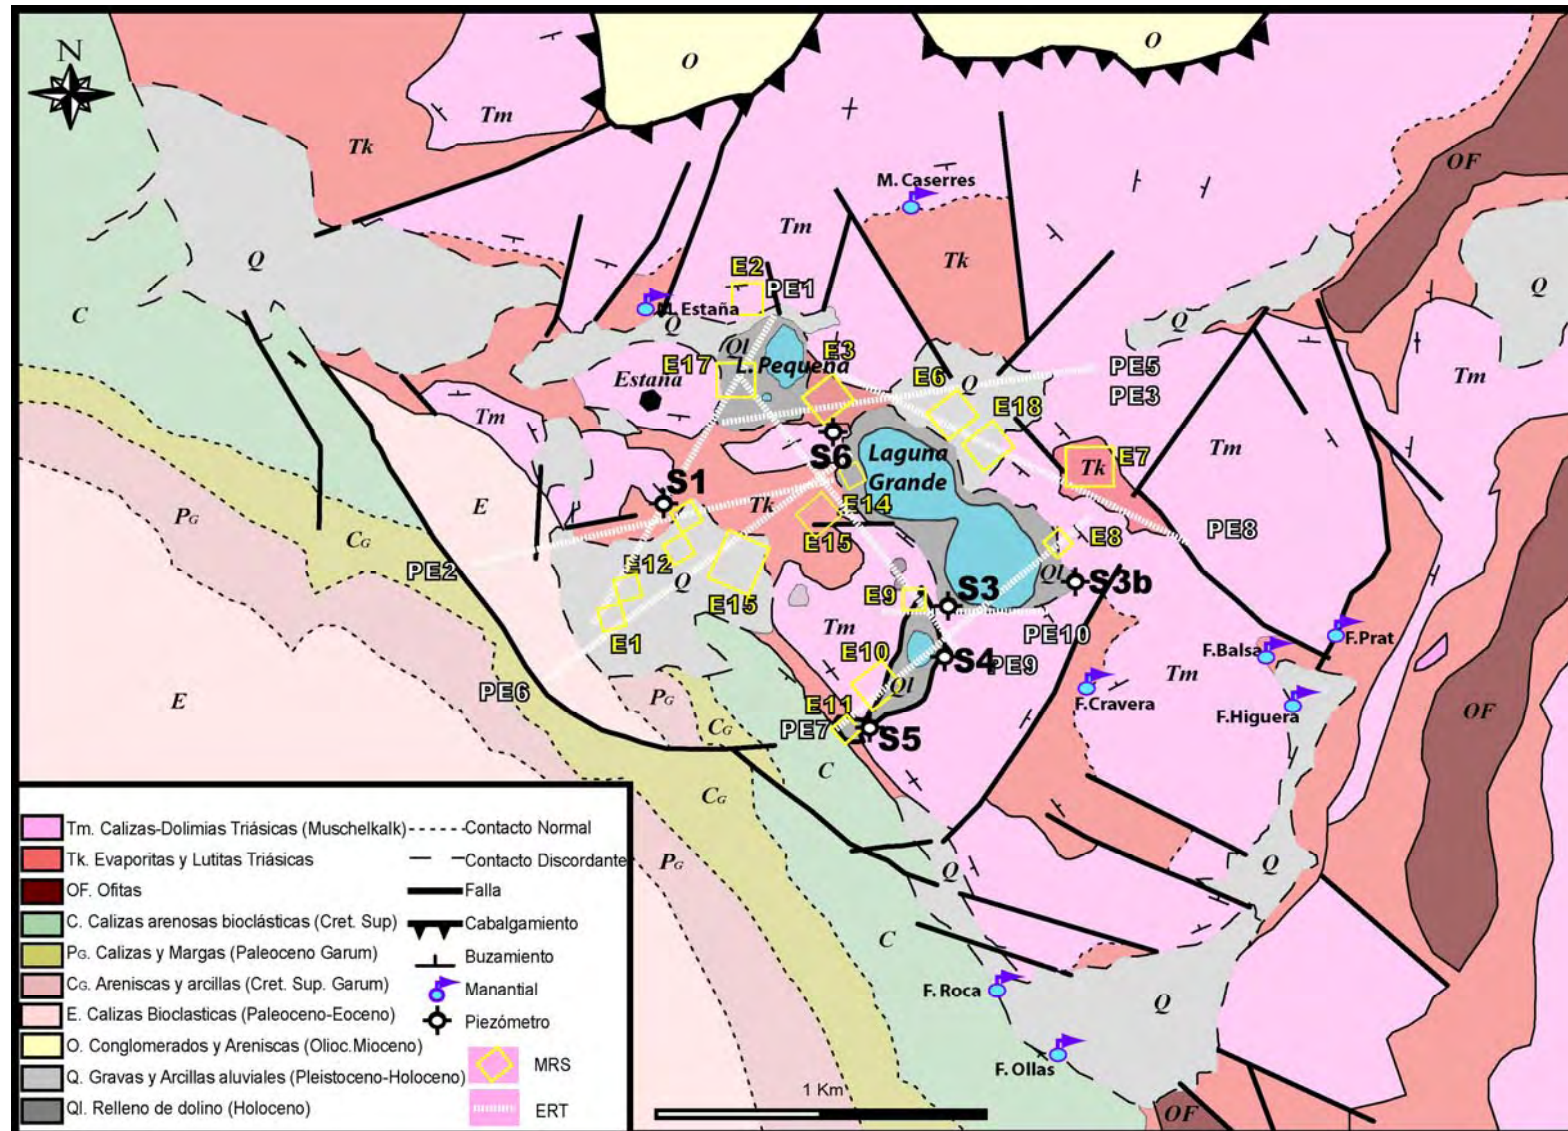 N
O
O
Tm
Tk
OF
M. Caserres
Tm
Q
Tk
Q
E2
PE1
C
M. Estaña
Q
Q
Ql
E17
E3
L. Pequeña
E6
PE5
Estaña
Q
PE3
Tm
E18
Tm
S6
Laguna
Grande
Tk
E7
Tm
S1
E
Tk
E14
PG
CG
E15
PE8
E8
PE2
E12
Q
Ql
S3b
E15
E9
S3
E1
Tm
PE10
F.Prat
E10
S4
PE9
F.Balsa
PE6
PG
Ql
Tm
E
F.Cravera
F.Higuera
OF
E11
CG
PE7
S5
C
CG
PG
Q
Q
C
F. Roca
Q
F. Ollas
OF
Tm. Calizas-Dolimias Triásicas (Muschelkalk)
Tk. Evaporitas y Lutitas Triásicas
OF. Ofitas
C. Calizas arenosas bioclásticas (Cret. Sup)
PG. Calizas y Margas (Paleoceno Garum)
CG. Areniscas y arcillas (Cret. Sup. Garum)
E. Calizas Bioclasticas (Paleoceno-Eoceno)
O. Conglomerados y Areniscas (Olioc.Mioceno)
Q. Gravas y Arcillas aluviales (Pleistoceno-Holoceno)
Ql. Relleno de dolino (Holoceno)
Contacto Normal
Contacto Discordante
Falla
Cabalgamiento
Buzamiento
Manantial
Piezómetro
MRS
ERT
1 Km